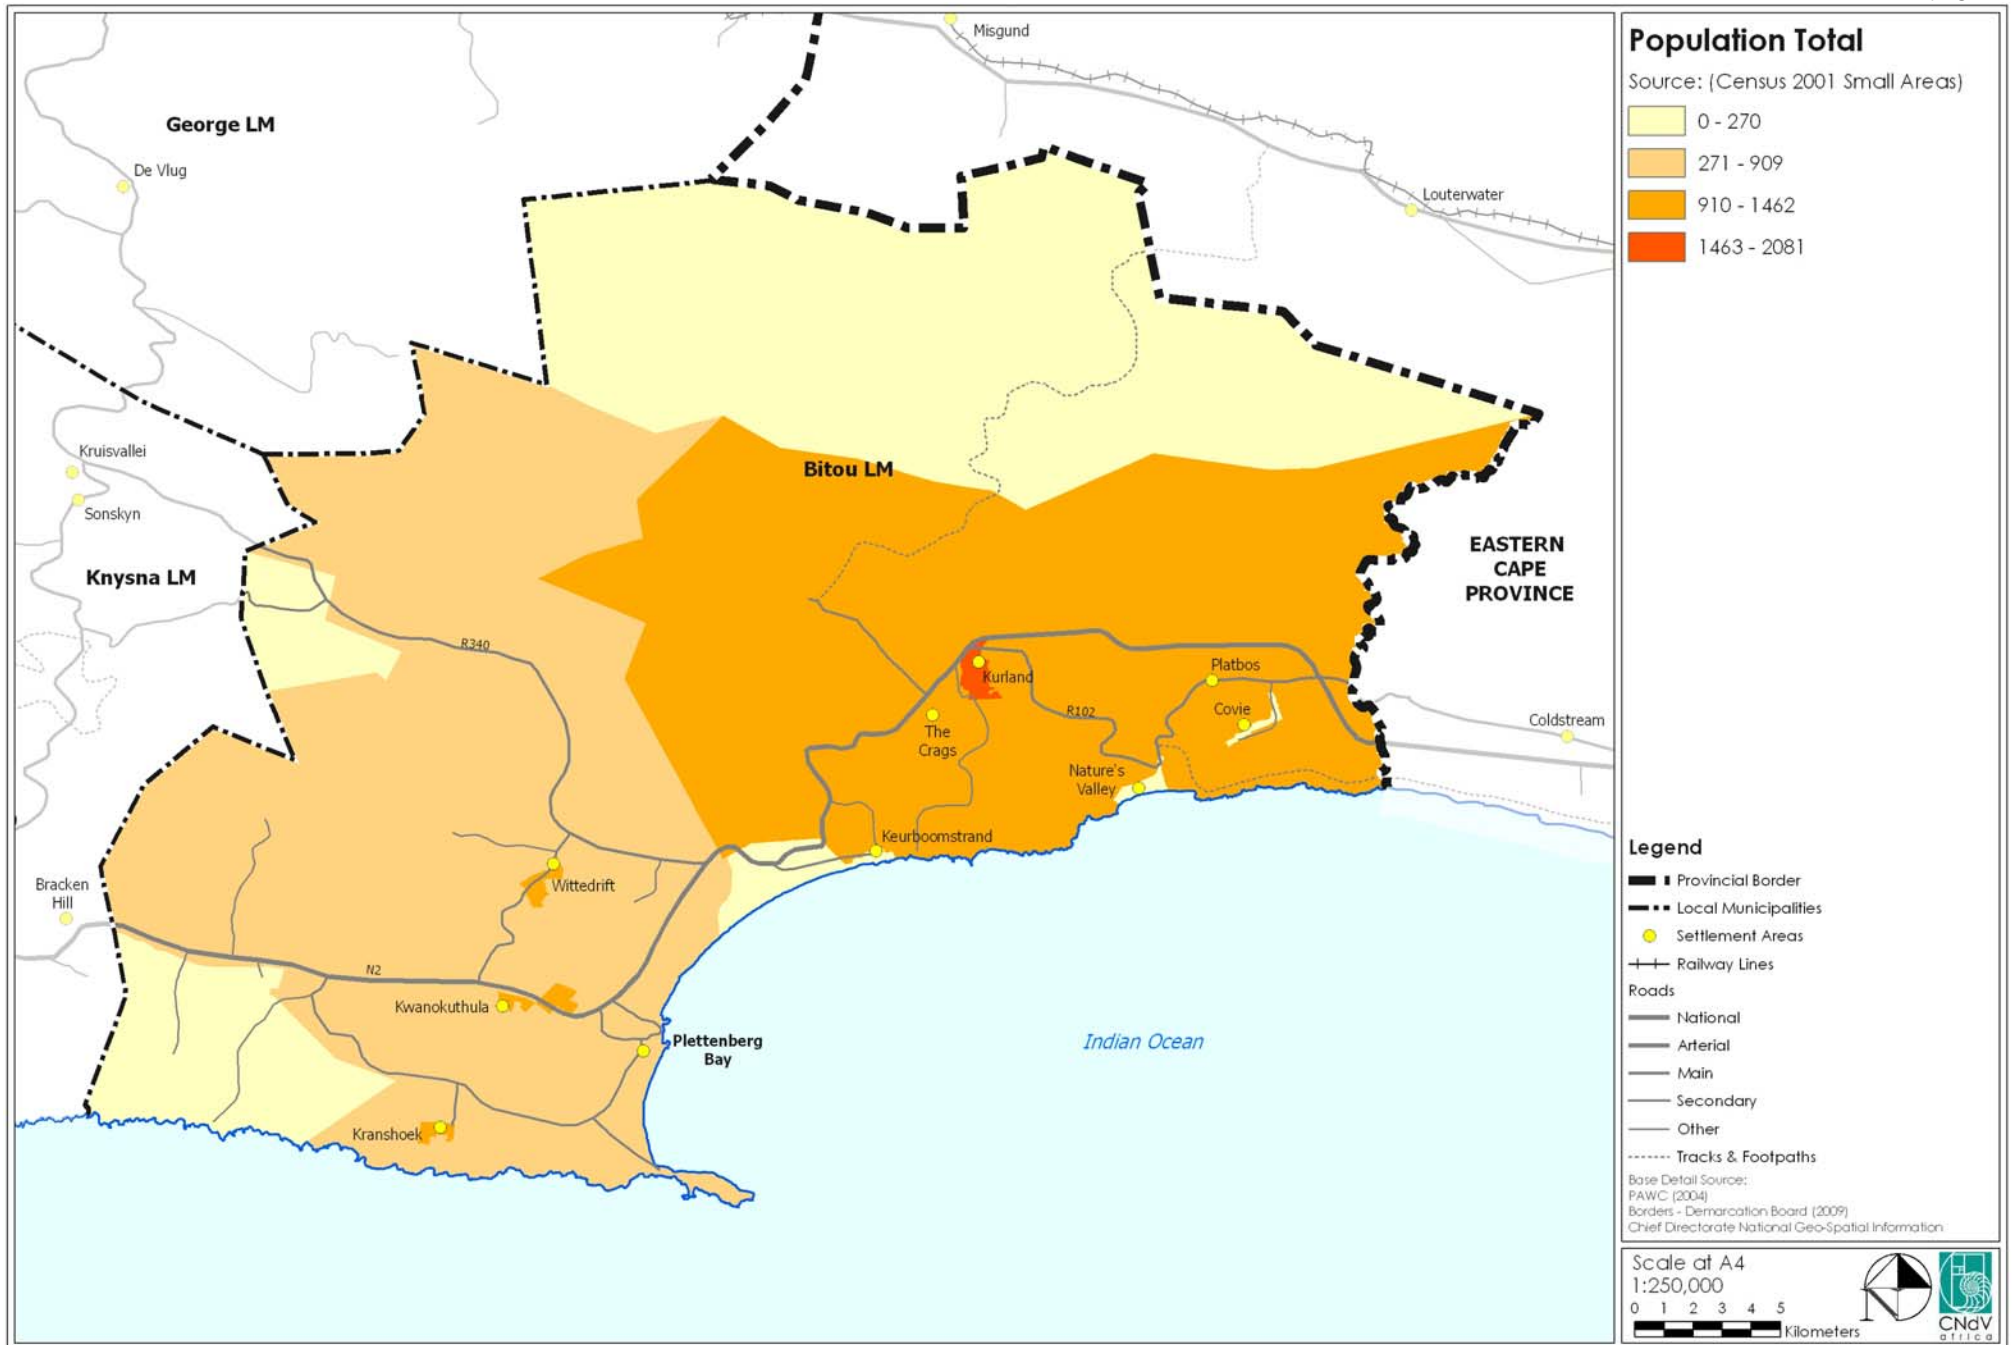 Misgund
George LM
De Vlug
Louterwater
Kruisvallei
Sonskyn
Bitou LM
Knysna LM
EASTERN
CAPE
PROVINCE
R340
Kurland
Platbos
R102
Covie
The
Crags
Coldstream
Nature's
Valley
Keurboomstrand
Wittedrift
Bracken
Hill
N2
Kwanokuthula
Plettenberg
Bay
Indian Ocean
Kranshoek
Population Total
Source: (Census 2001 Small Areas)
0 - 270
271 - 909
910 - 1462
1463 - 2081
Legend
Provincial Border
Local Municipalities
Settlement Areas
Railway Lines
Roads
National
Arterial
Main
Secondary
Other
Tracks & Footpaths
Base Detail Source:
PAWC (2004)
Borders - Demarcation Board (2009)
Chief Directorate National Geo-Spatial Information
Scale at A4
1:250,000
0 1 2 3 4 5
Kilometers
CNdV
africa